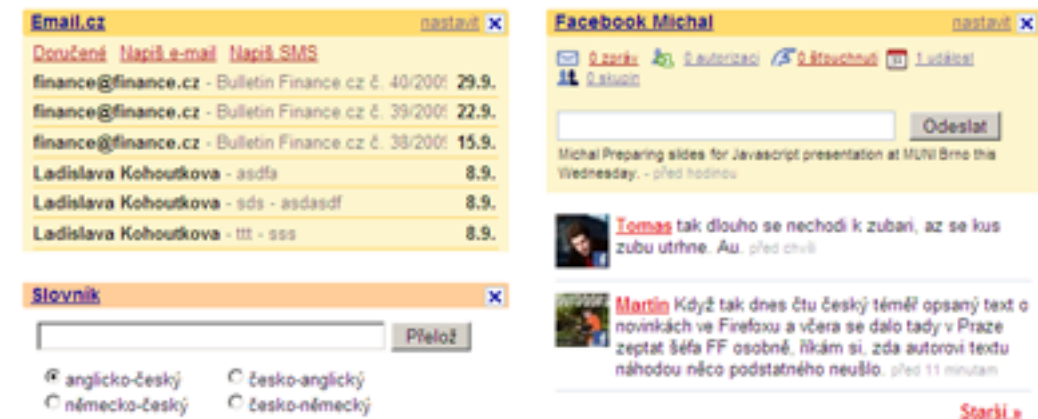 Email.cz nastavit
Doručené Napiš e-mail Napiš SMS
finance@finance.cz - Bulletin Finance.cz č. 40/2009 29.9.
finance@finance.cz - Bulletin Finance.cz č. 39/2009 22.9.
finance@finance.cz - Bulletin Finance.cz č. 38/2009 15.9.
Ladislava Kohoutkova - asdfa 8.9.
Ladislava Kohoutkova - sds - asdasdf 8.9.
Ladislava Kohoutkova - ttt - sss 8.9.
Slovník
Přelož
anglicko-český česko-anglický
německo-český česko-německý
Facebook Michal nastavit
0 zpráv 0 autorizací 0 šťouchnutí 1 událost
0 skupin
Odeslat
Michal Preparing slides for Javascript presentation at MUNI Brno this
Wednesday. - před hodinou
Tomas tak dlouho se nechodi k zubari, az se kus
zubu utrhne. Au. před chvílí
Martin Když tak dnes čtu český téměř opsaný text o
novinkách ve Firefoxu a včera se dalo tady v Praze
zeptat šéfa FF osobně, říkám si, zda autorovi textu
náhodou něco podstatného neušlo. před 11 minutam
Starší »